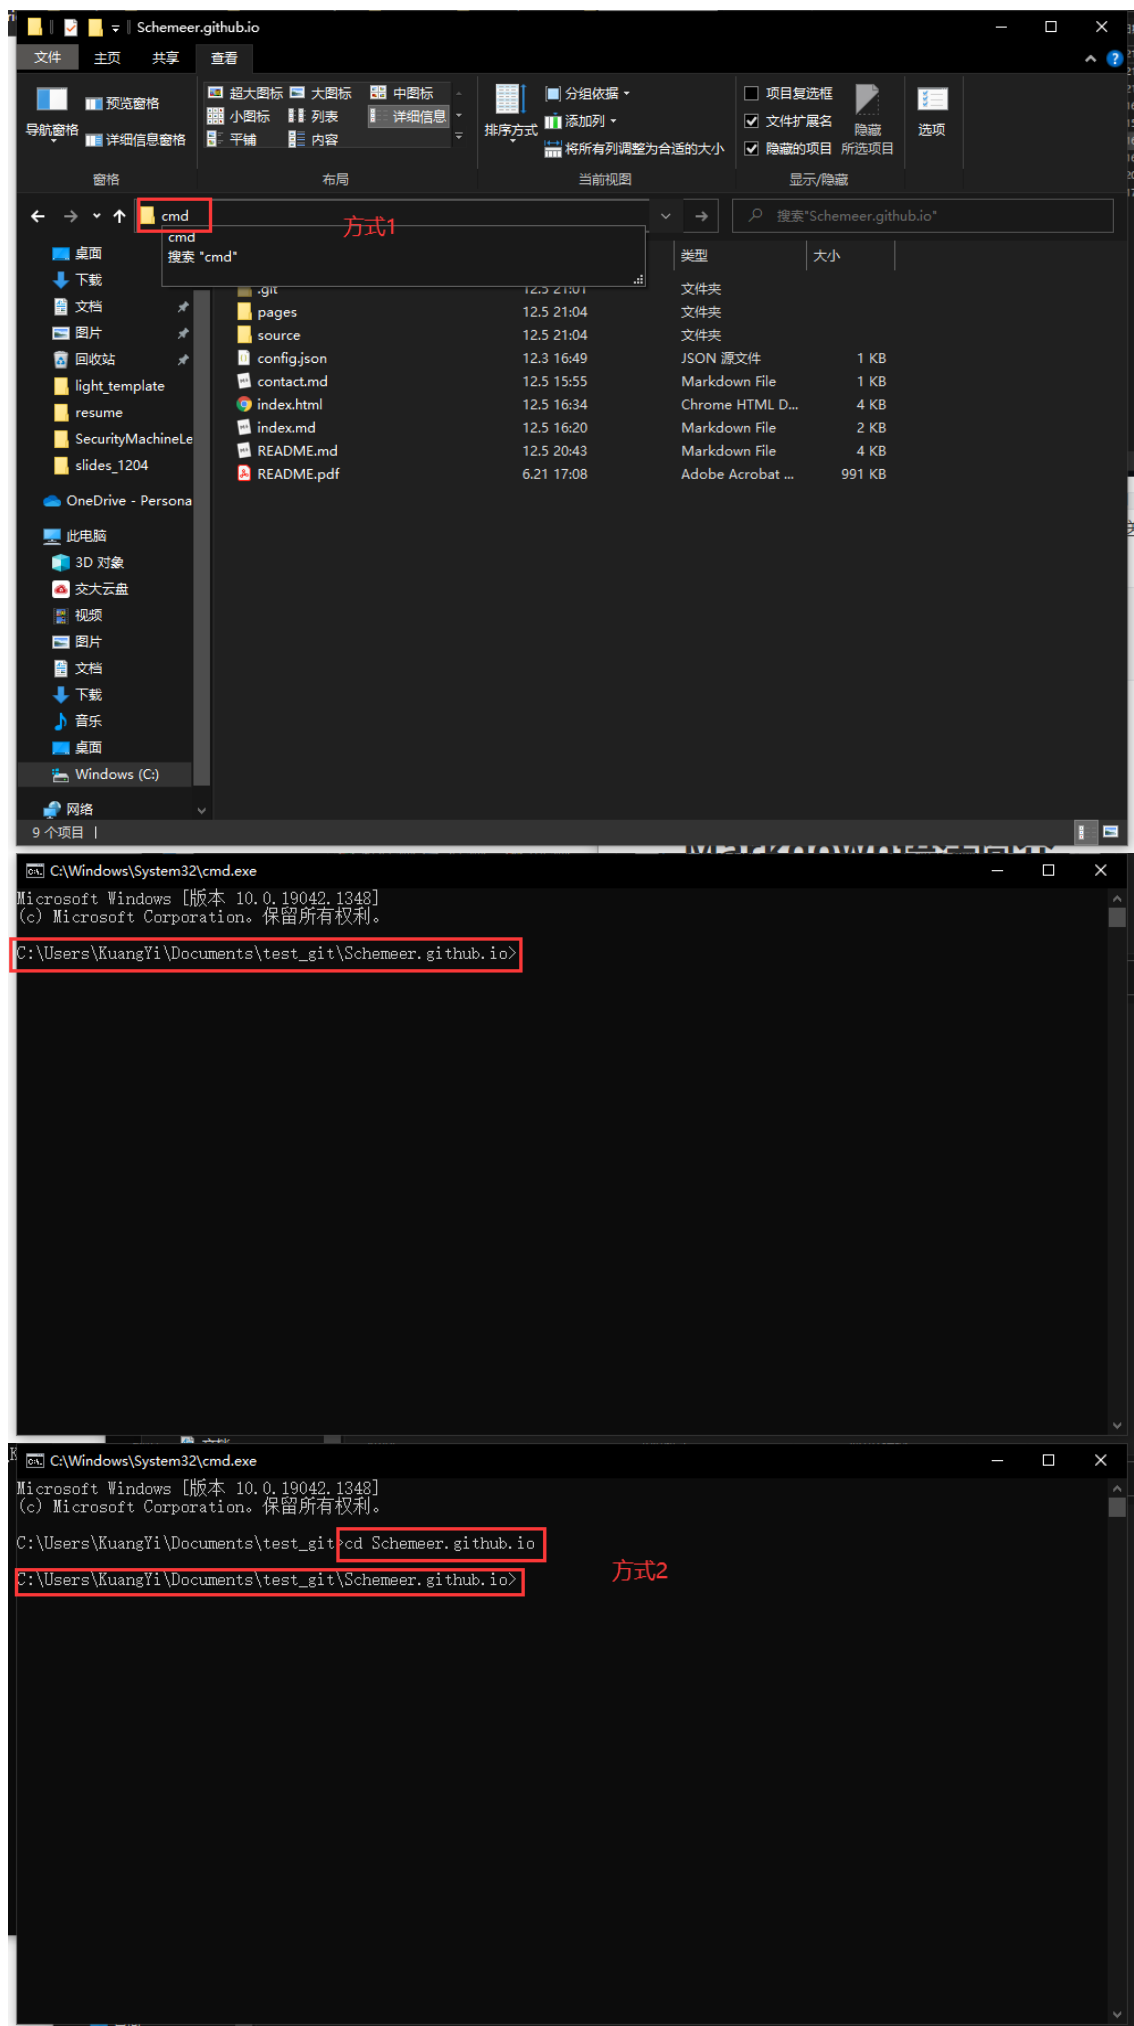 Schemeer.github.io
文件 主页 共享 查看
导航窗格 预览窗格 详细信息窗格
超大图标 大图标 中图标
小图标 列表 详细信息
平铺 内容
排序方式 分组依据
添加列
将所有列调整为合适的大小
项目复选框
文件扩展名
隐藏的项目
隐藏
所选项目
选项
窗格 布局 当前视图 显示/隐藏
cmd
方式1
搜索"Schemeer.github.io"
cmd
搜索 "cmd"
类型 大小
桌面
下载
文档
图片
回收站
light_template
resume
SecurityMachineLe
slides_1204
OneDrive - Persona
此电脑
3D 对象
交大云盘
视频
图片
文档
下载
音乐
桌面
Windows (C:)
网络
.git 12.5 21:01 文件夹
pages 12.5 21:04 文件夹
source 12.5 21:04 文件夹
config.json 12.3 16:49 JSON 源文件 1 KB
contact.md 12.5 15:55 Markdown File 1 KB
index.html 12.5 16:34 Chrome HTML D... 4 KB
index.md 12.5 16:20 Markdown File 2 KB
README.md 12.5 20:43 Markdown File 4 KB
README.pdf 6.21 17:08 Adobe Acrobat ... 991 KB
9 个项目
C:\Windows\System32\cmd.exe
Microsoft Windows [版本 10.0.19042.1348]
(c) Microsoft Corporation。保留所有权利。
C:\Users\KuangYi\Documents\test_git\Schemeer.github.io>
C:\Windows\System32\cmd.exe
Microsoft Windows [版本 10.0.19042.1348]
(c) Microsoft Corporation。保留所有权利。
C:\Users\KuangYi\Documents\test_git>cd Schemeer.github.io
C:\Users\KuangYi\Documents\test_git\Schemeer.github.io>
方式2